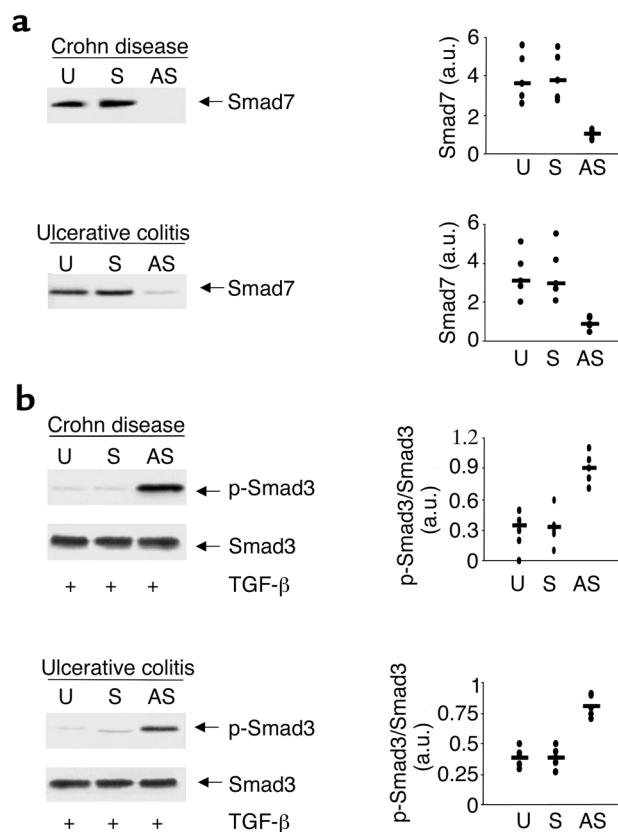 a
Crohn disease
U S AS
Smad7
Smad7 (a.u.)
6
4
2
0
U S AS
Ulcerative colitis
U S AS
Smad7
Smad7 (a.u.)
6
4
2
0
U S AS
b
Crohn disease
U S AS
p-Smad3
Smad3
+ + + TGF-β
p-Smad3/Smad3
(a.u.)
1.2
0.9
0.6
0.3
0
U S AS
Ulcerative colitis
U S AS
p-Smad3
Smad3
+ + + TGF-β
p-Smad3/Smad3
(a.u.)
1
0.75
0.5
0.25
0
U S AS